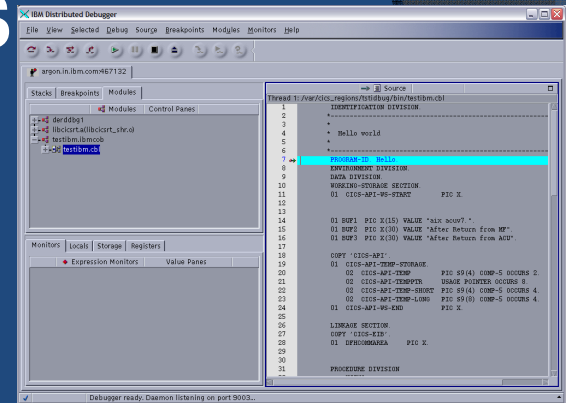 S
IBM Distributed Debugger
File View Selected Debug Source Breakpoints Modules Monitors Help
argon.in.ibm.com:467132
Stacks Breakpoints Modules
Modules Control Panes
derddbg1
libcicsrt.a(libcicsrt_shr.o)
testibm.ibmcob
testibm.cbl
Monitors Locals Storage Registers
Expression Monitors Value Panes
Source
Thread 1: /var/cics_regions/tstidbug/bin/testibm.cbl
1 IDENTIFICATION DIVISION.
2 *------------------------------------------------
3 *
4 * Hello world
5 *
6 *------------------------------------------------
7 PROGRAM-ID. Hello.
8 ENVIRONMENT DIVISION.
9 DATA DIVISION.
10 WORKING-STORAGE SECTION.
11 01 CICS-API-WS-START PIC X.
12
13
14 01 BUF1 PIC X(15) VALUE "aix acuv7 ".
15 01 BUF2 PIC X(30) VALUE "After Return from MF".
16 01 BUF3 PIC X(30) VALUE "After Return from ACU".
17
18 COPY 'CICS-API'.
19 01 CICS-API-TEMP-STORAGE.
20 02 CICS-API-TEMP PIC S9(4) COMP-5 OCCURS 2.
21 02 CICS-API-TEMPPTR USAGE POINTER OCCURS 8.
22 02 CICS-API-TEMP-SHORT PIC S9(4) COMP-5 OCCURS 4.
23 02 CICS-API-TEMP-LONG PIC S9(8) COMP-5 OCCURS 4.
24 01 CICS-API-WS-END PIC X.
25
26 LINKAGE SECTION.
27 COPY 'CICS-EIB'.
28 01 DFHCOMMAREA PIC X.
29
30
31 PROCEDURE DIVISION
Debugger ready. Daemon listening on port 9003...